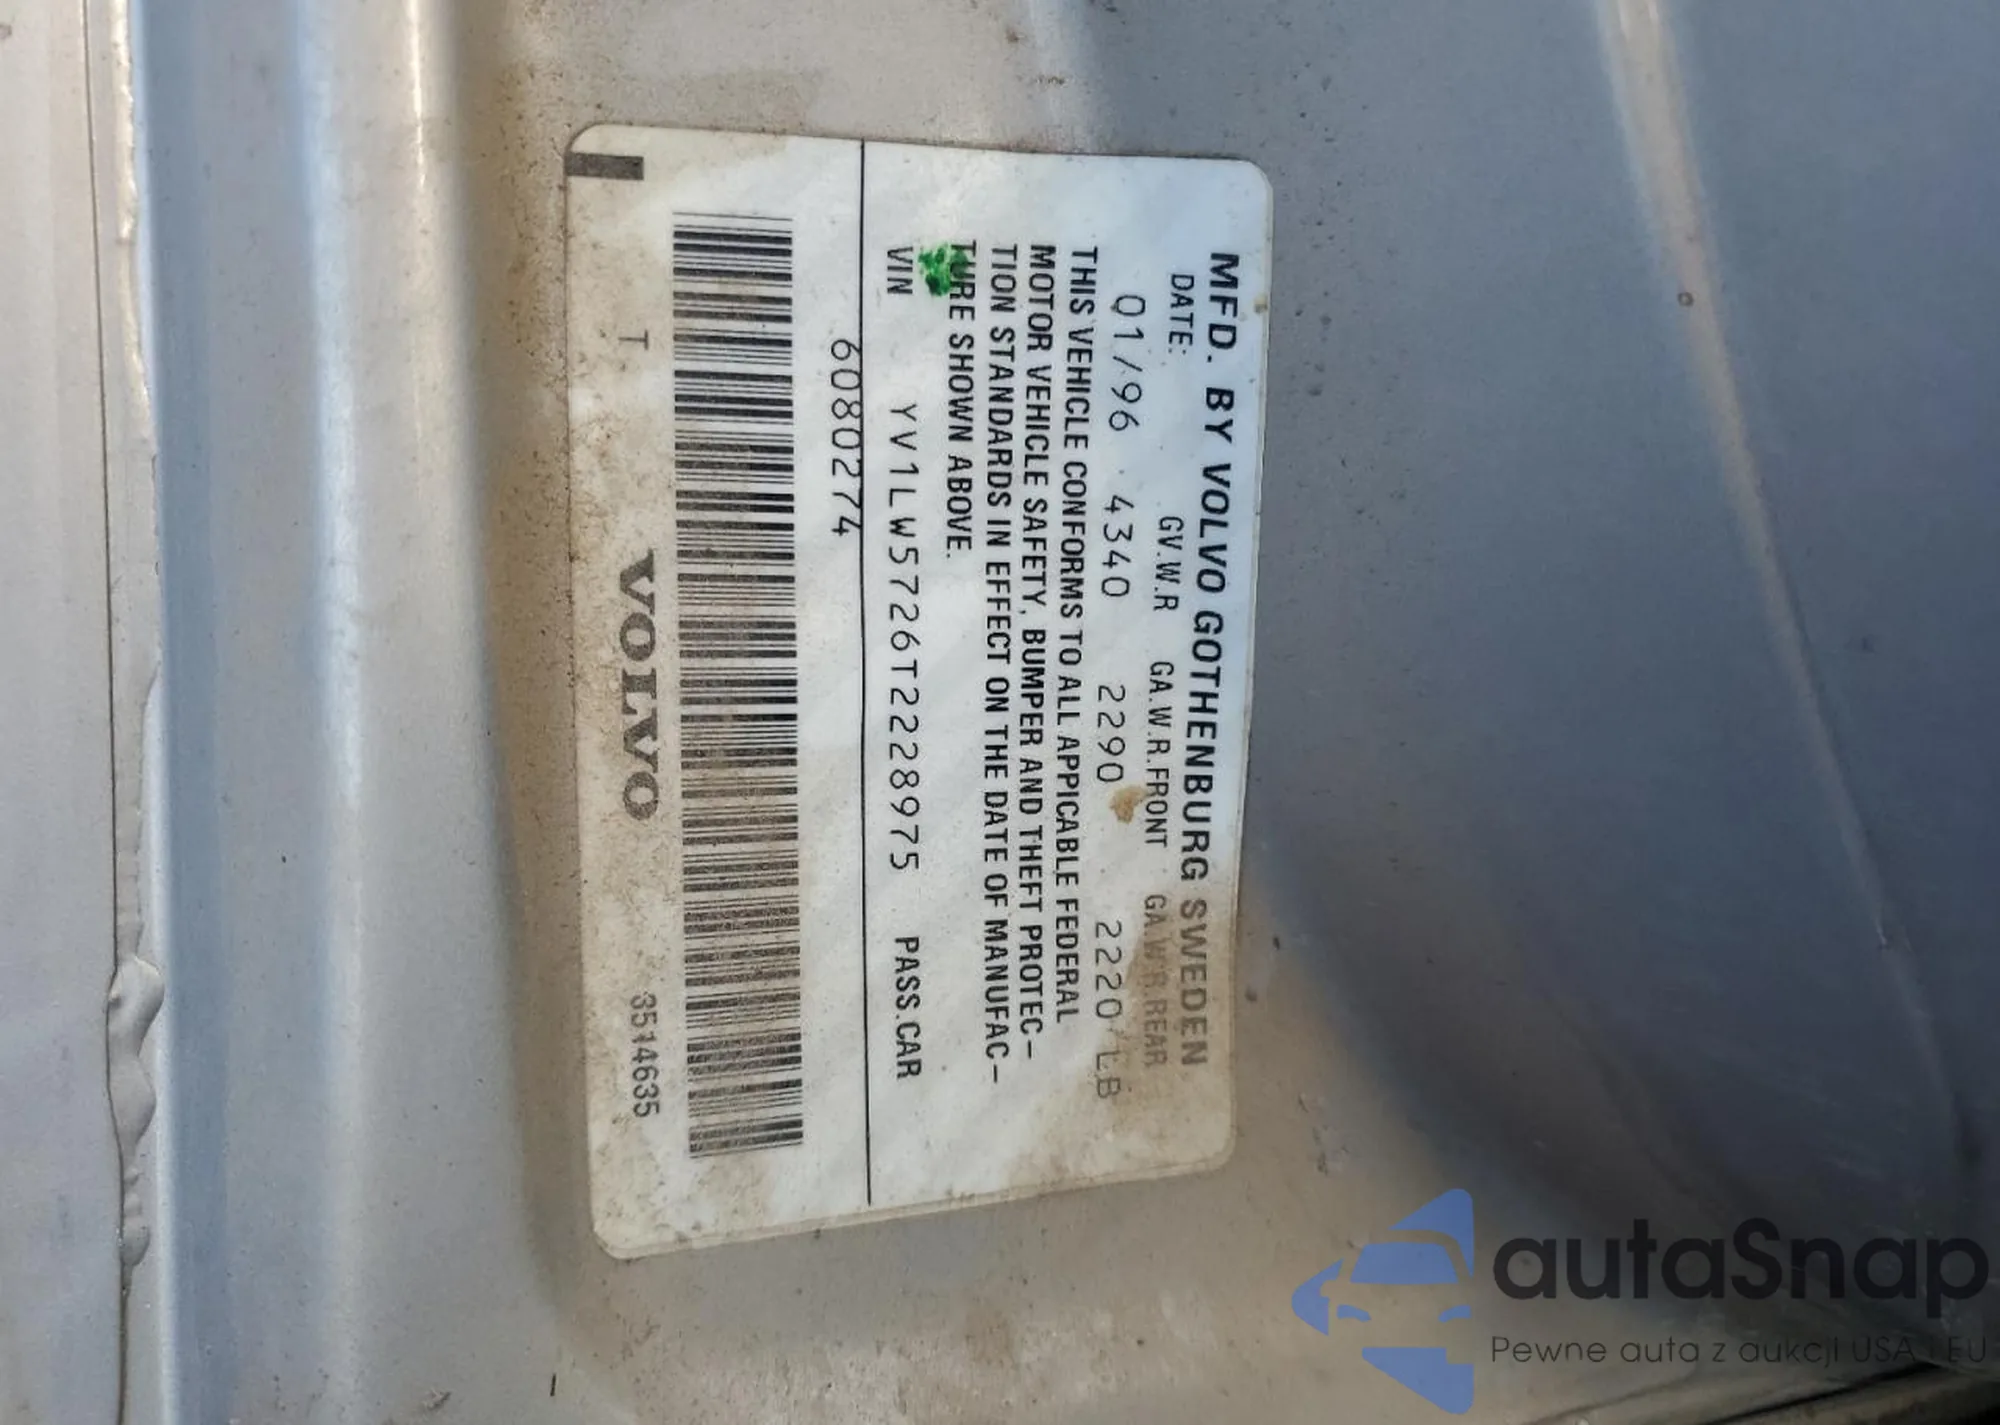 MFD. BY VOLVO GOTHENBURG SWEDEN
DATE: GV.W.R GA.W.R.FRONT GA.W.R.REAR
01/96 4340 2290 2220 LB
THIS VEHICLE CONFORMS TO ALL APPICABLE FEDERAL
MOTOR VEHICLE SAFETY, BUMPER AND THEFT PROTEC-
TION STANDARDS IN EFFECT ON THE DATE OF MANUFAC-
TURE SHOWN ABOVE.
VIN YV1LW5726T2228975 PASS.CAR
60802774
T VOLVO 3514635
autaSnap
Pewne auta z aukcji USA i EU